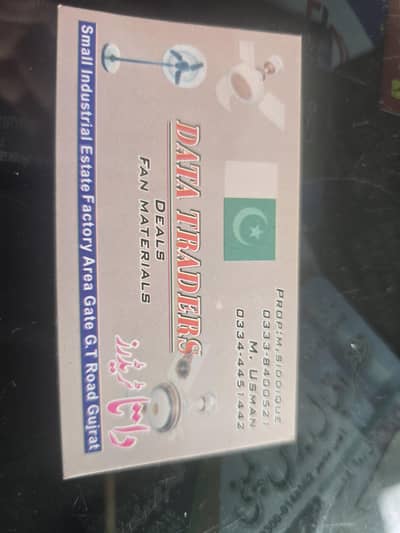 PROP:M.SIDDIQUE
0333-8400521
M. USMAN
0334-4451442
DATA TRADERS
DEALS
FAN MATERIALS
داتا ٹریڈرز
Small Industrial Estate Factory Area Gate G.T Road Gujrat